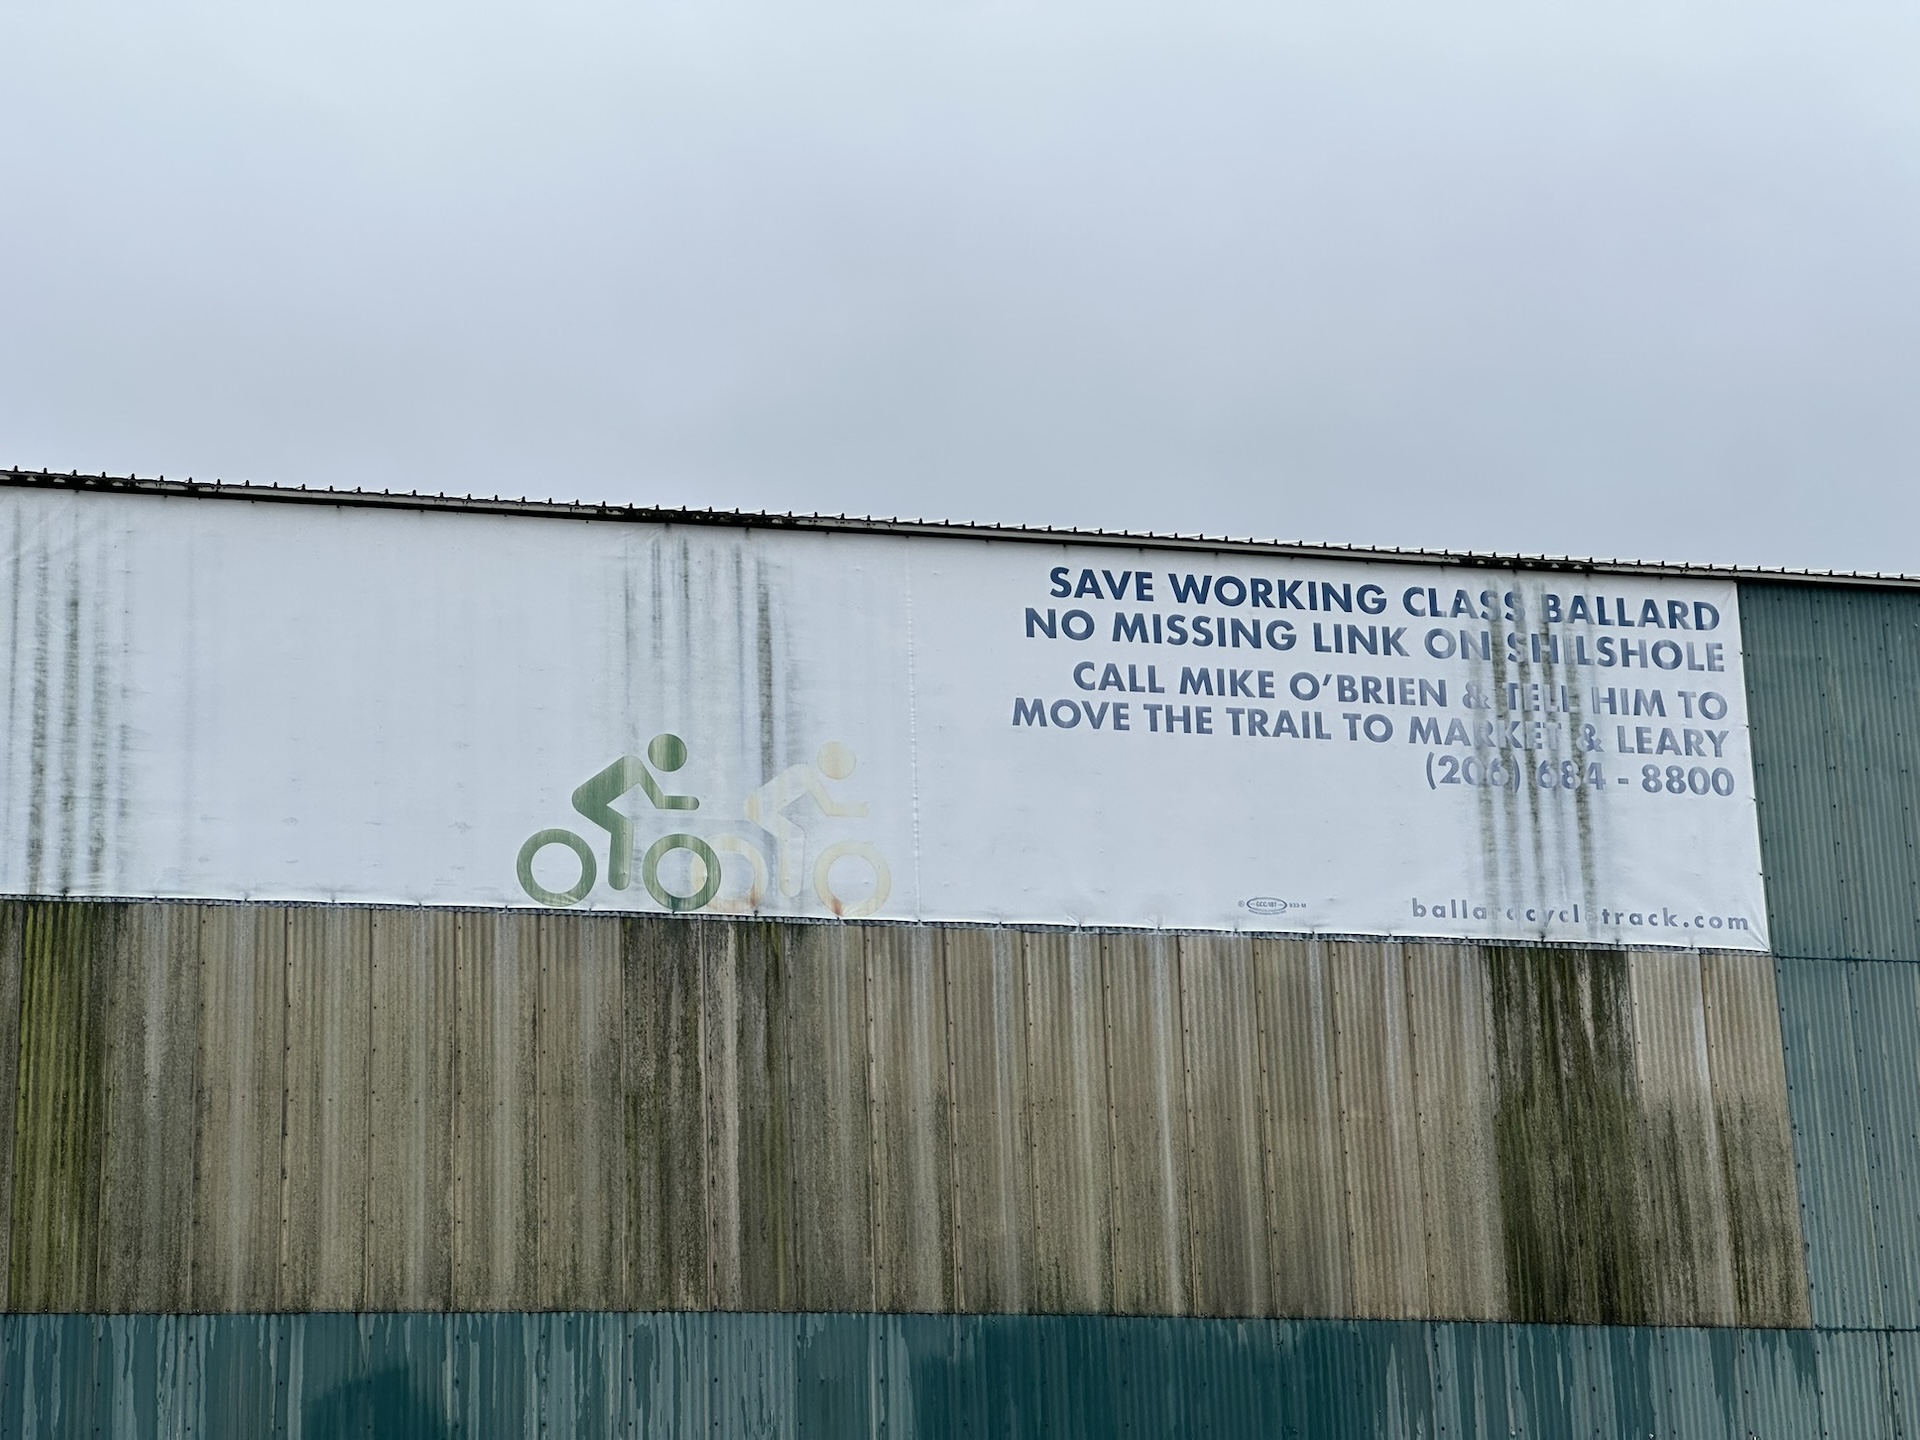 SAVE WORKING CLASS BALLARD
NO MISSING LINK ON SHILSHOLE
CALL MIKE O'BRIEN & TELL HIM TO
MOVE THE TRAIL TO MARKET & LEARY
(206) 684 - 8800
ballardcycletrack.com